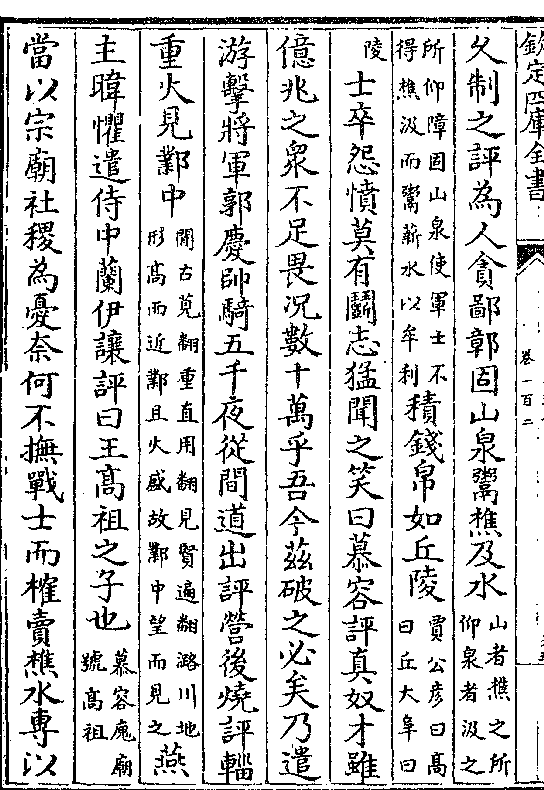 欽定四庫全書
卷一百二
久制之評為人貪鄙鄣固山泉鬻樵及水山者樵之所仰泉者汲之
所仰障固山泉使軍士不得樵汲而鬻薪水以牟利積錢帛如丘陵賈公彦曰高曰丘大阜曰
陵士卒怨憤莫有鬭志猛聞之笑曰慕容評真奴才雖
億兆之衆不足畏况數十萬乎吾今茲破之必矣乃遣
游擊將軍郭慶帥騎五千夜從間道出評營後燒評輜
重火見鄴中間古莧翻重直用翻見賢遍翻潞川地形髙而近鄴且火盛故鄴中望而見之燕
主暐懼遣侍中蘭伊讓評曰王髙祖之子也慕容廆廟號髙祖
當以宗廟社稷為憂奈何不撫戰士而榷賣樵水專以